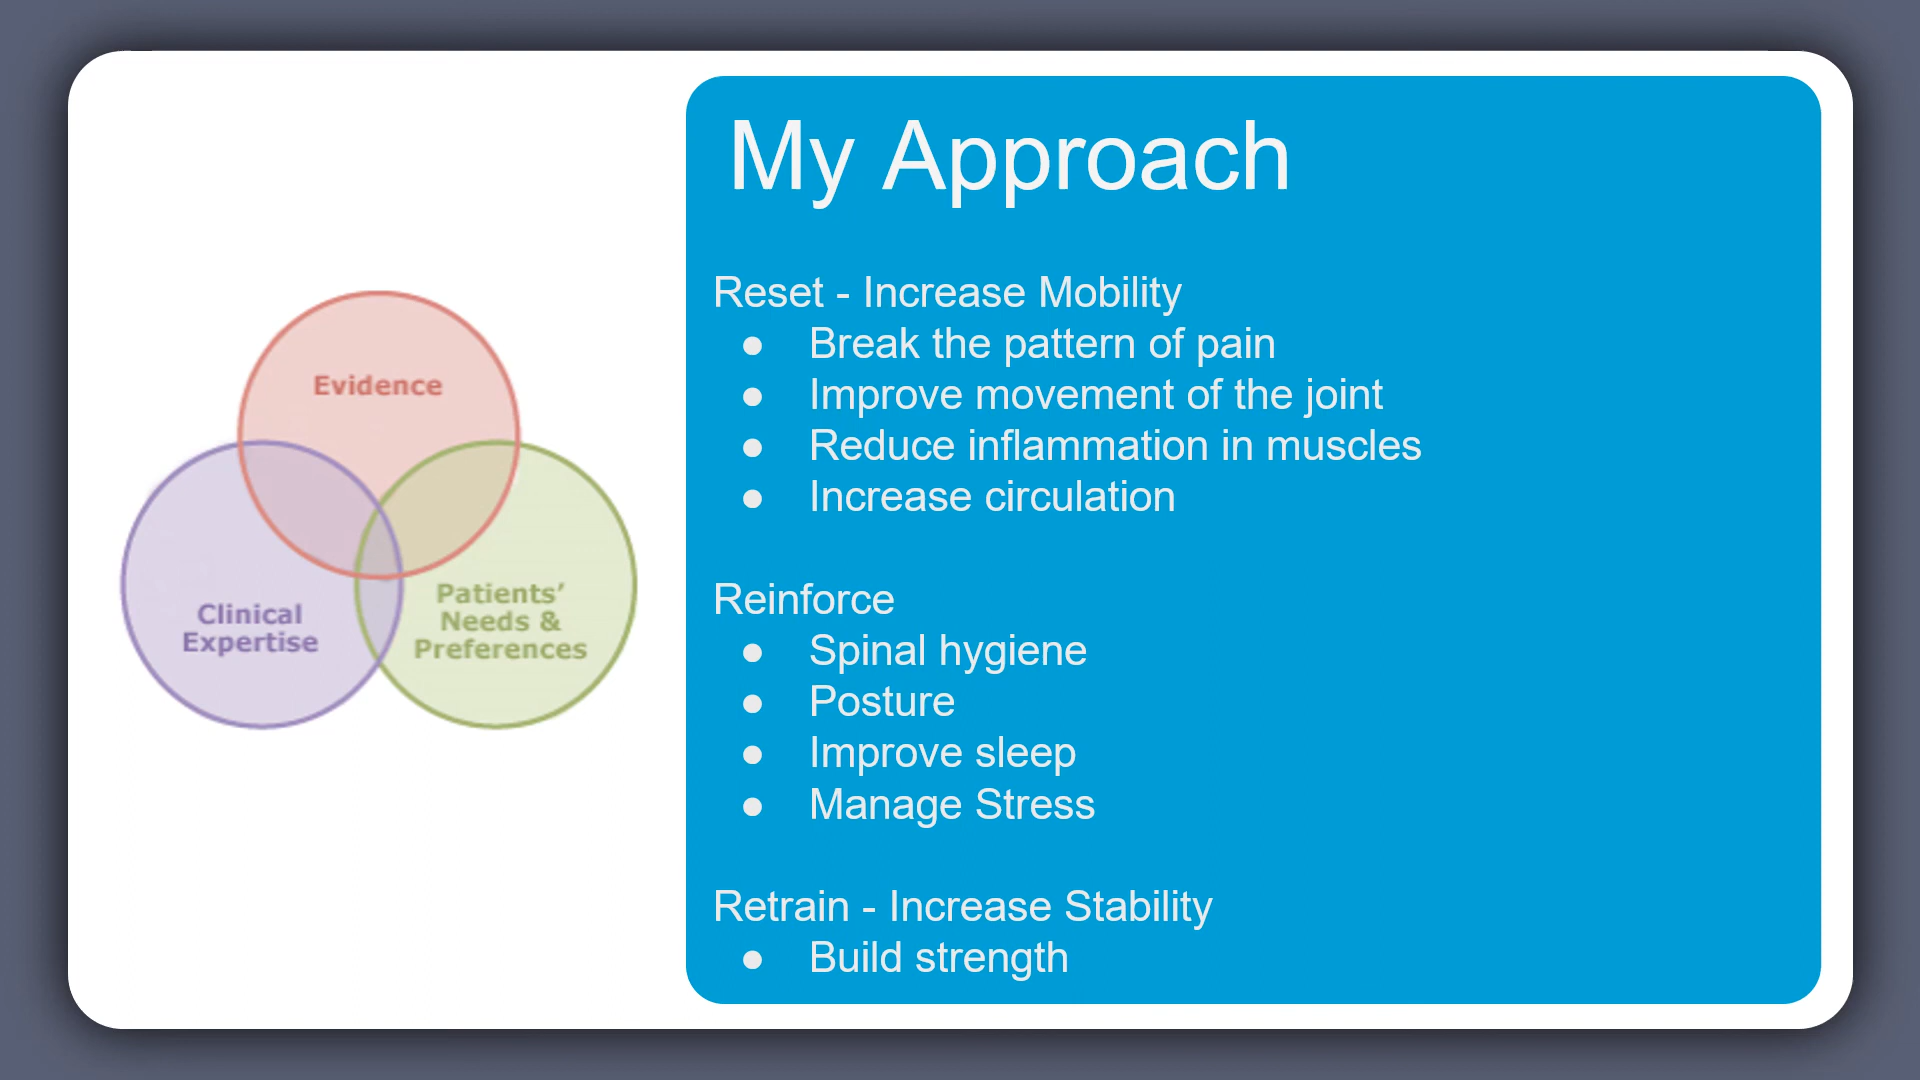 My Approach
Evidence
Clinical
Expertise
Patients’
Needs &
Preferences
Reset - Increase Mobility
● Break the pattern of pain
● Improve movement of the joint
● Reduce inflammation in muscles
● Increase circulation
Reinforce
● Spinal hygiene
● Posture
● Improve sleep
● Manage Stress
Retrain - Increase Stability
● Build strength